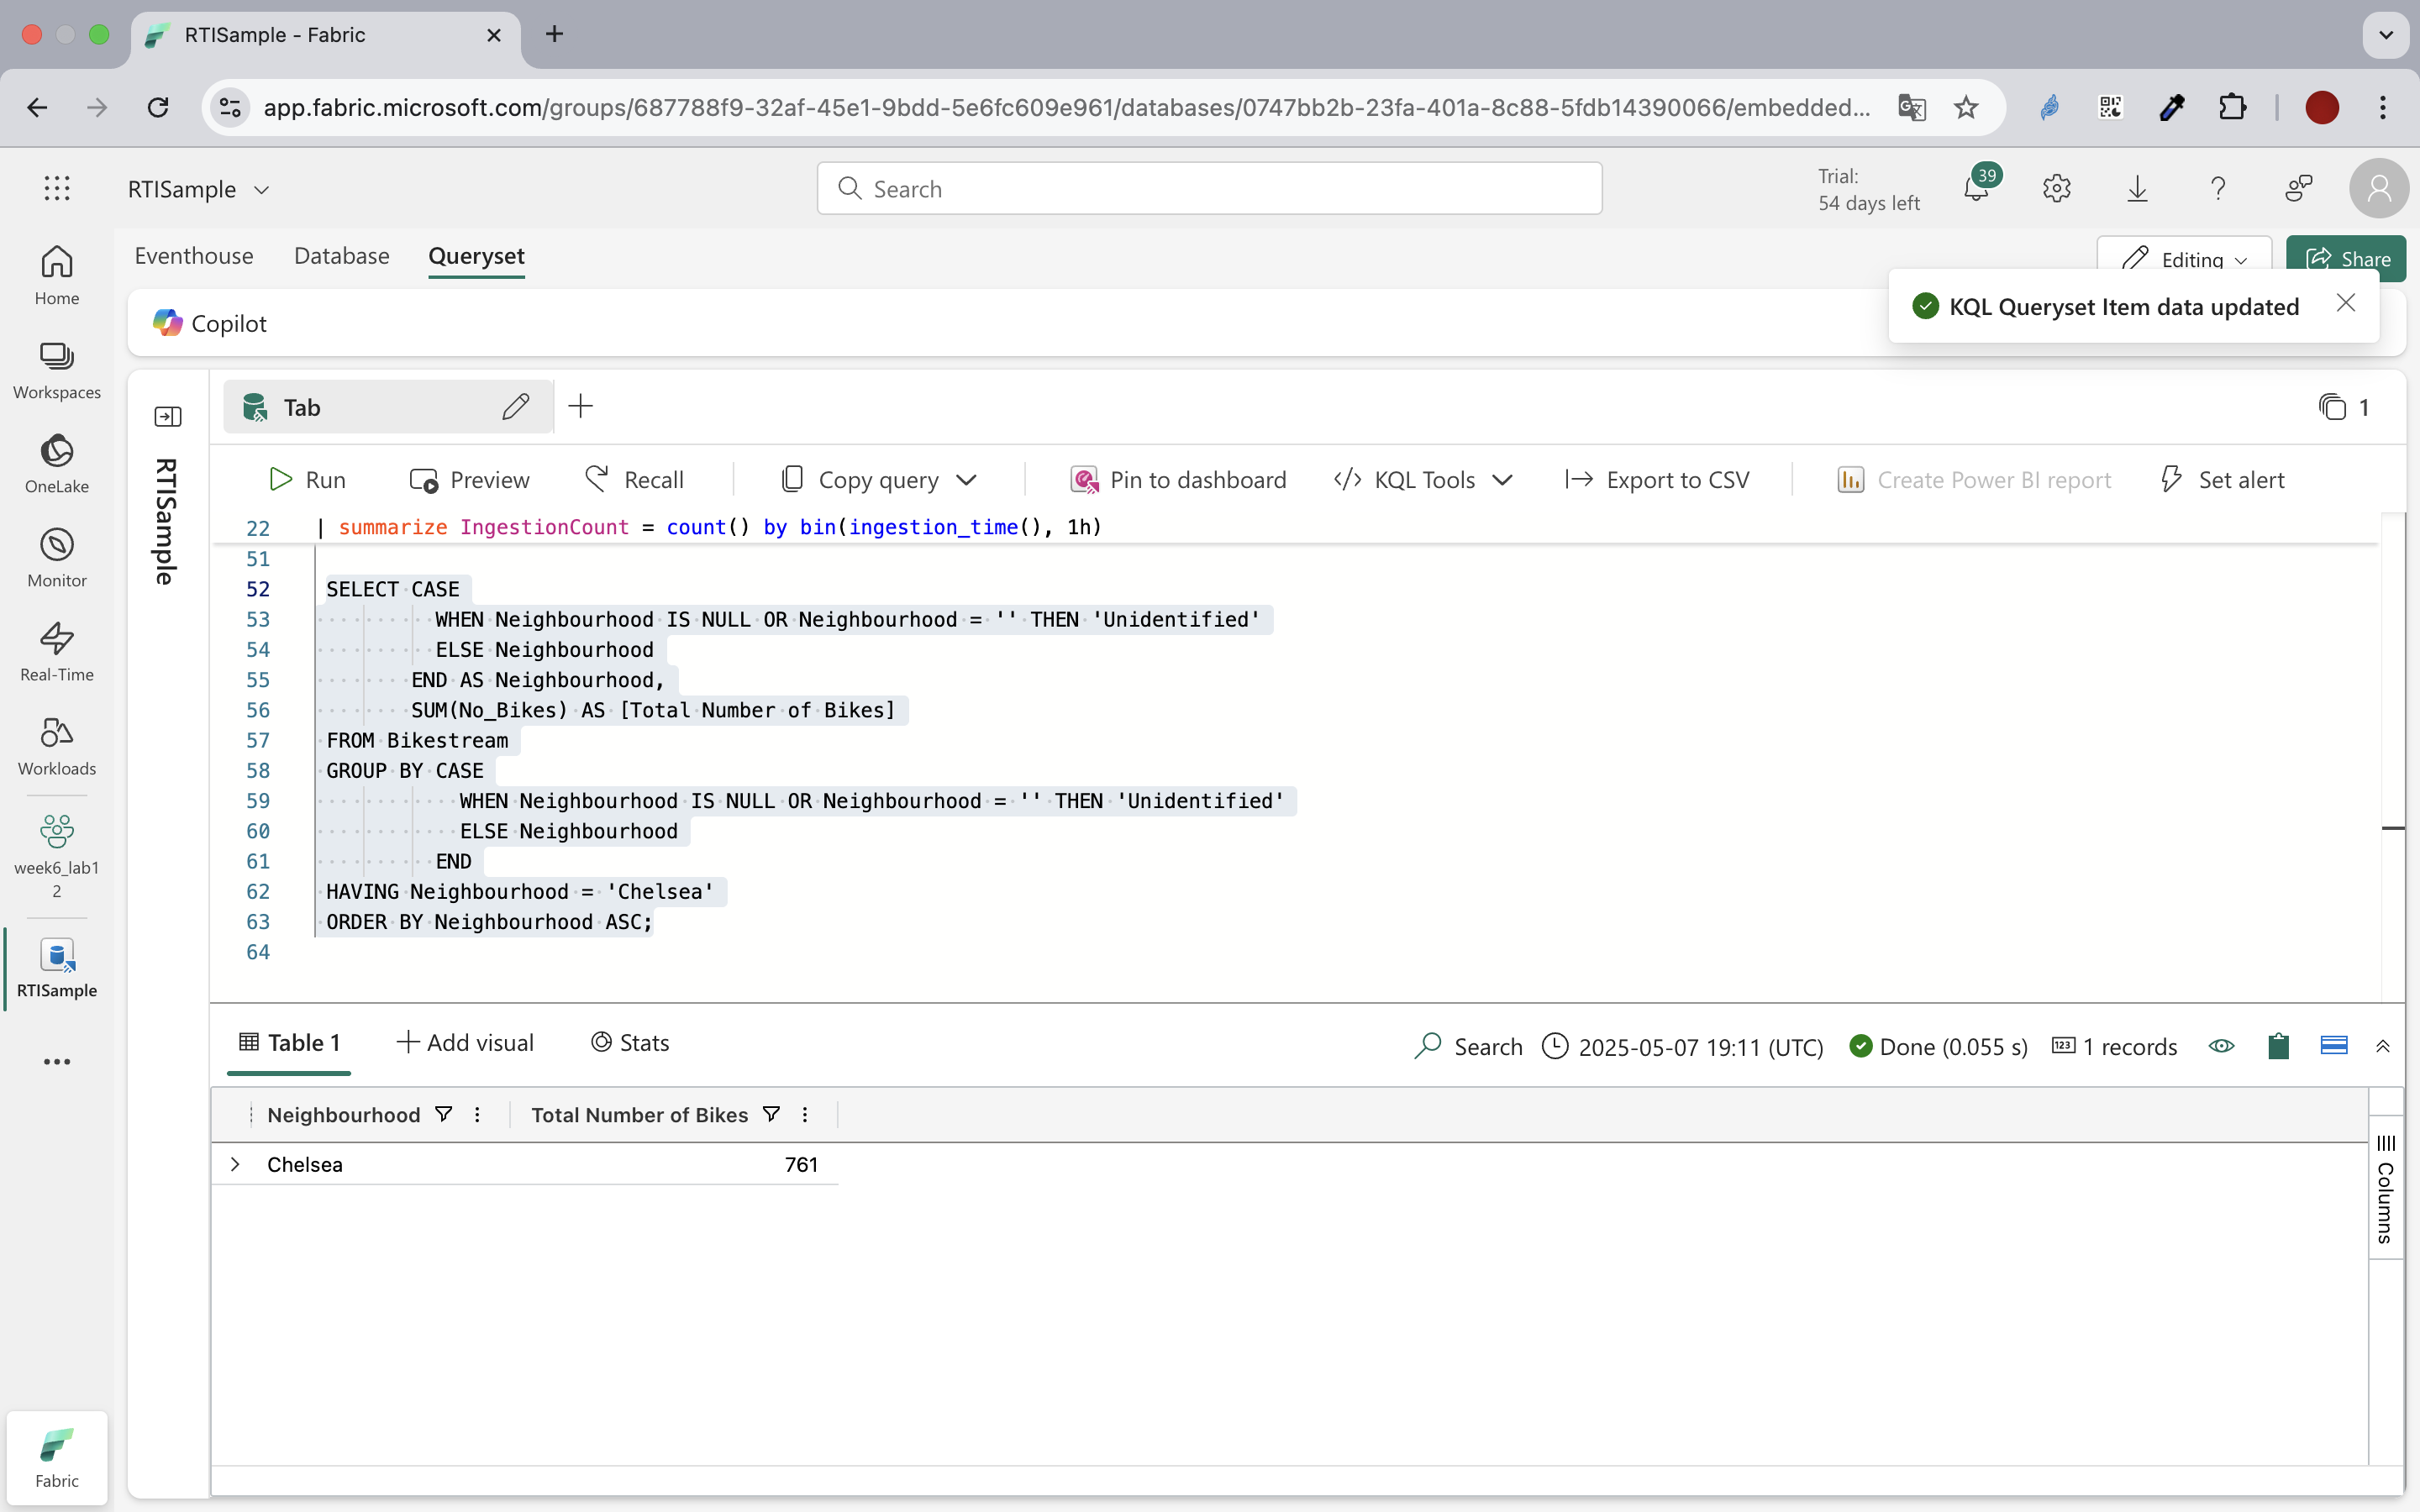 RTISample - Fabric
app.fabric.microsoft.com/groups/687788f9-32af-45e1-9bdd-5e6fc609e961/databases/0747bb2b-23fa-401a-8c88-5fdb14390066/embedded...
RTISample
Search
Trial:
54 days left
39
Home
Workspaces
OneLake
Monitor
Real-Time
Workloads
week6_lab1
2
RTISample
Fabric
Eventhouse Database Queryset
Editing
Share
Copilot
KQL Queryset Item data updated
RTISample
Tab
1
Run Preview Recall Copy query Pin to dashboard KQL Tools Export to CSV Create Power BI report Set alert
22 | summarize IngestionCount = count() by bin(ingestion_time(), 1h)
51
52 SELECT CASE
53 WHEN Neighbourhood IS NULL OR Neighbourhood = '' THEN 'Unidentified'
54 ELSE Neighbourhood
55 END AS Neighbourhood,
56 SUM(No_Bikes) AS [Total Number of Bikes]
57 FROM Bikestream
58 GROUP BY CASE
59 WHEN Neighbourhood IS NULL OR Neighbourhood = '' THEN 'Unidentified'
60 ELSE Neighbourhood
61 END
62 HAVING Neighbourhood = 'Chelsea'
63 ORDER BY Neighbourhood ASC;
64
Table 1 Add visual Stats
Search 2025-05-07 19:11 (UTC) Done (0.055 s) 123 1 records
Neighbourhood Total Number of Bikes
Chelsea 761
Columns